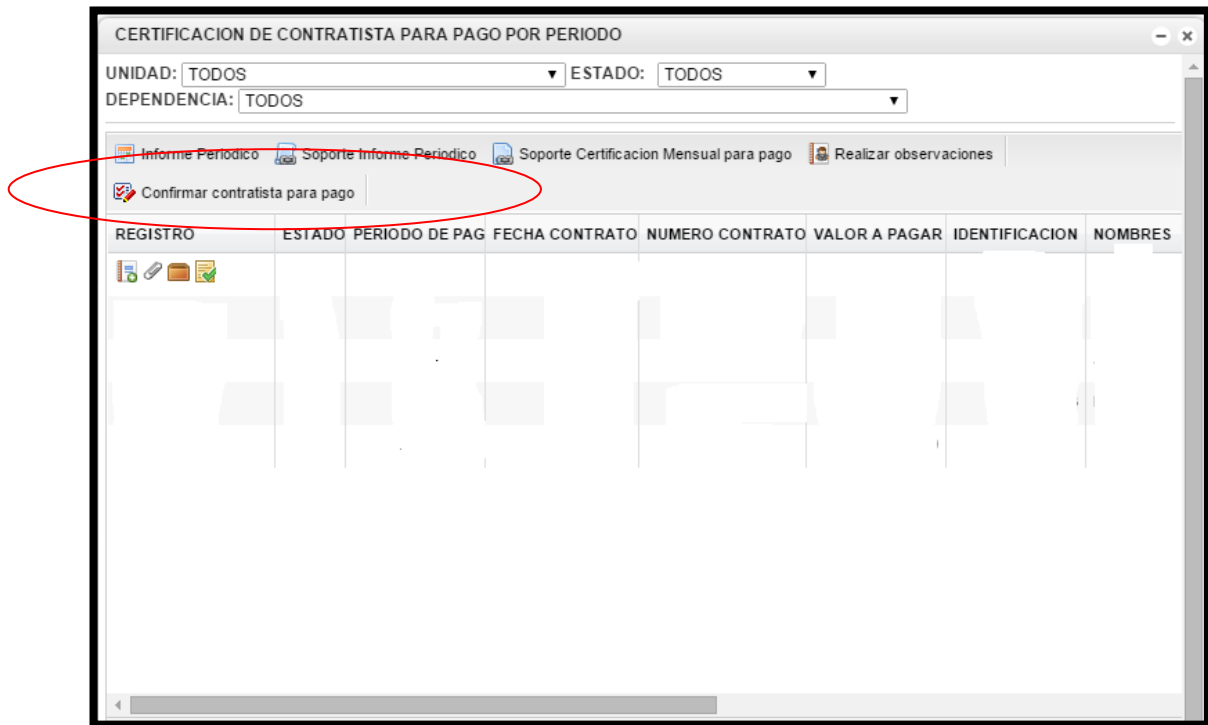 CERTIFICACION DE CONTRATISTA PARA PAGO POR PERIODO
UNIDAD: TODOS ESTADO: TODOS
DEPENDENCIA: TODOS
Informe Periodico Soporte Informe Periodico Soporte Certificacion Mensual para pago Realizar observaciones
Confirmar contratista para pago
REGISTRO ESTADO PERIODO DE PAG FECHA CONTRATO NUMERO CONTRATO VALOR A PAGAR IDENTIFICACION NOMBRES